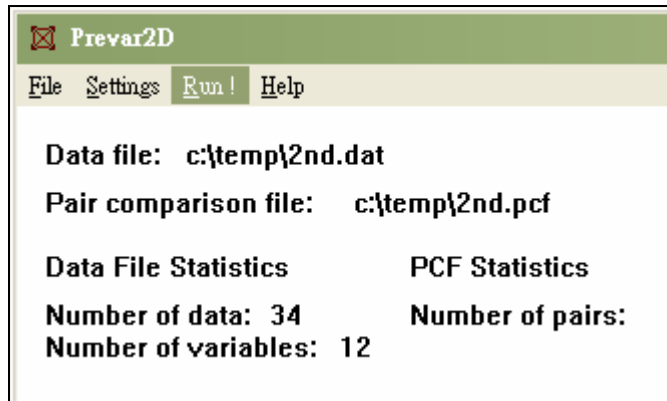 Prevar2D
File Settings Run! Help
Data file: c:\temp\2nd.dat
Pair comparison file: c:\temp\2nd.pcf
Data File Statistics PCF Statistics
Number of data: 34 Number of pairs:
Number of variables: 12